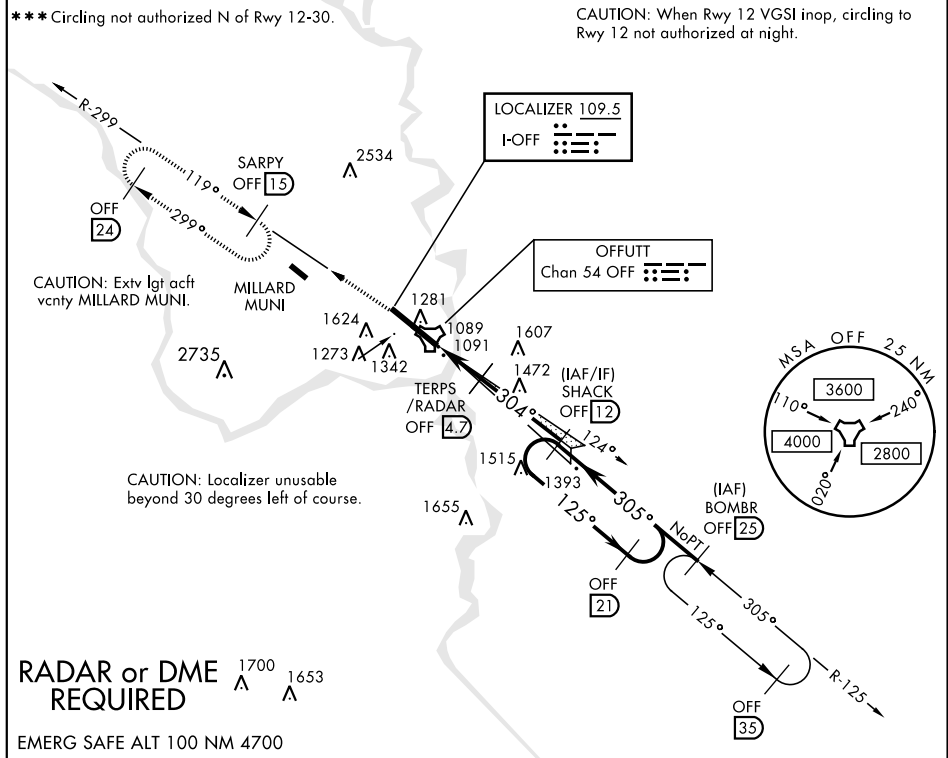 *** Circling not authorized N of Rwy 12-30.
CAUTION: When Rwy 12 VGSI inop, circling to
Rwy 12 not authorized at night.
R-299
LOCALIZER 109.5
I-OFF
SARPY
OFF 15
2534
119°
299°
OFF
24
OFFUTT
Chan 54 OFF
CAUTION: Extv lgt acft
vcnty MILLARD MUNI.
MILLARD
MUNI
1281
1624
1089
1091
1607
1273
1342
2735
1472
TERPS
/RADAR
OFF 4.7
304°
(IAF/IF)
SHACK
OFF 12
124°
MSA OFF 25 NM
3600
110°
240°
4000
2800
020°
CAUTION: Localizer unusable
beyond 30 degrees left of course.
1515
1393
1655
125°
305°
(IAF)
BOMBR
OFF 25
NoPT
OFF
21
125°
305°
R-125
OFF
35
RADAR or DME
REQUIRED
1700
1653
EMERG SAFE ALT 100 NM 4700